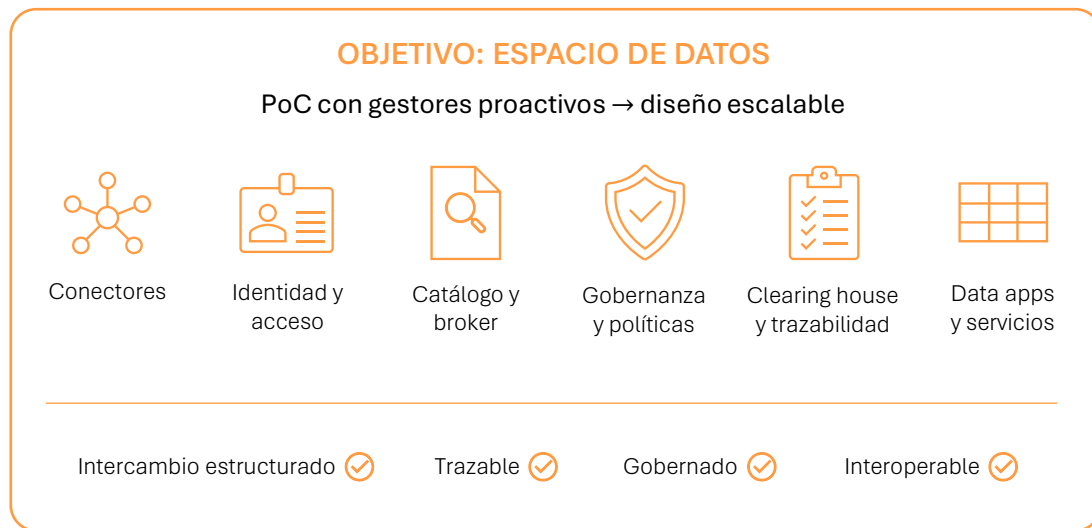 OBJETIVO: ESPACIO DE DATOS
PoC con gestores proactivos → diseño escalable
Conectores
Identidad y
acceso
Catálogo y
broker
Gobernanza
y políticas
Clearing house
y trazabilidad
Data apps
y servicios
Intercambio estructurado
Trazable
Gobernado
Interoperable